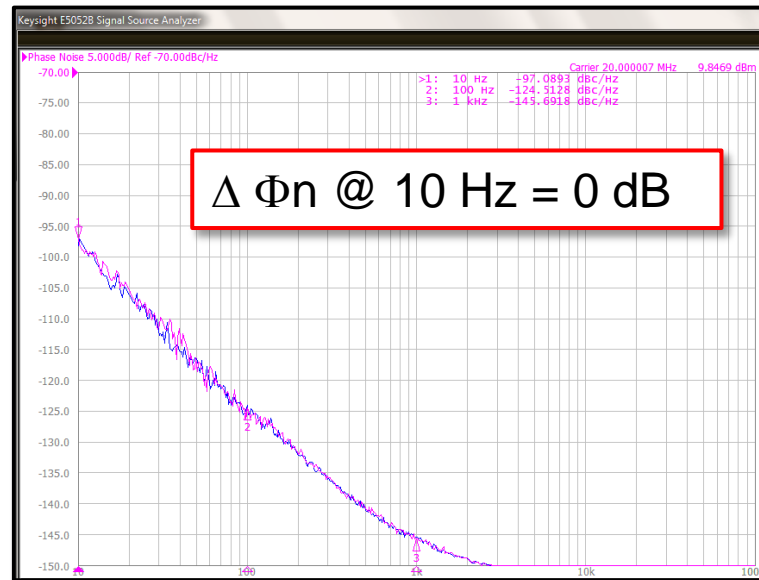 Keysight E5052B Signal Source Analyzer
Phase Noise 5.000dB/ Ref -70.00dBc/Hz
Carrier 20.000007 MHz 9.8469 dBm
>1: 10 Hz -97.0893 dBc/Hz
2: 100 Hz -124.5128 dBc/Hz
3: 1 kHz -145.6918 dBc/Hz
-70.00
-75.00
-80.00
-85.00
-90.00
-95.00
-100.0
-105.0
-110.0
-115.0
-120.0
-125.0
-130.0
-135.0
-140.0
-145.0
-150.0
Δ Φn @ 10 Hz = 0 dB
1
2
3
10 100 1k 10k 100